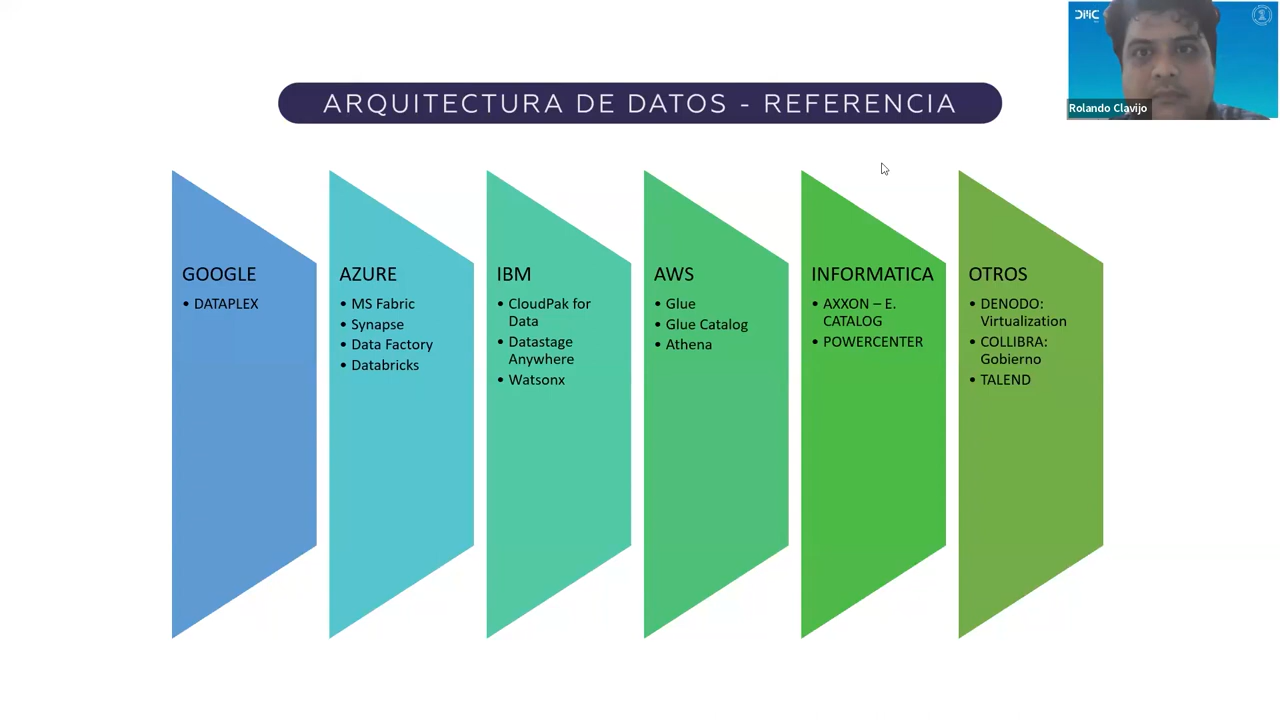 DMC
Rolando Clavijo
ARQUITECTURA DE DATOS - REFERENCIA
GOOGLE
• DATAPLEX
AZURE
• MS Fabric
• Synapse
• Data Factory
• Databricks
IBM
• CloudPak for
Data
• Datastage
Anywhere
• Watsonx
AWS
• Glue
• Glue Catalog
• Athena
INFORMATICA
• AXXON – E.
CATALOG
• POWERCENTER
OTROS
• DENODO:
Virtualization
• COLLIBRA:
Gobierno
• TALEND